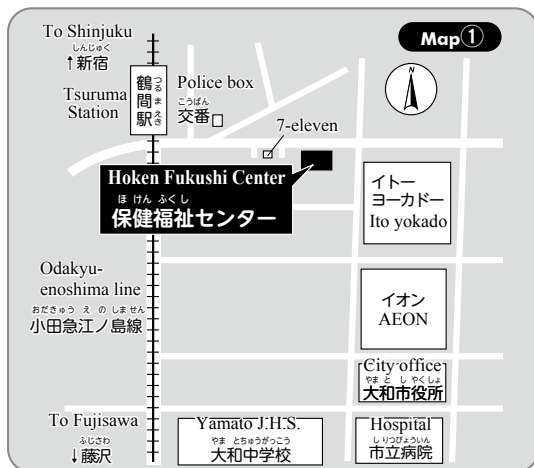 To Shinjuku
しんじゅく
↑新宿
Map①
N
Tsuruma
Station
つるまえき
鶴間駅
Police box
こうばん
交番
7-eleven
Hoken Fukushi Center
ほけんふくし
保健福祉センター
イトー
ヨーカドー
Ito yokado
Odakyu-
enoshima line
おだきゅうえのしません
小田急江ノ島線
イオン
AEON
City office
やまとしやくしょ
大和市役所
To Fujisawa
ふじさわ
↓藤沢
Yamato J.H.S.
やまとちゅうがっこう
大和中学校
Hospital
しりつびょういん
市立病院